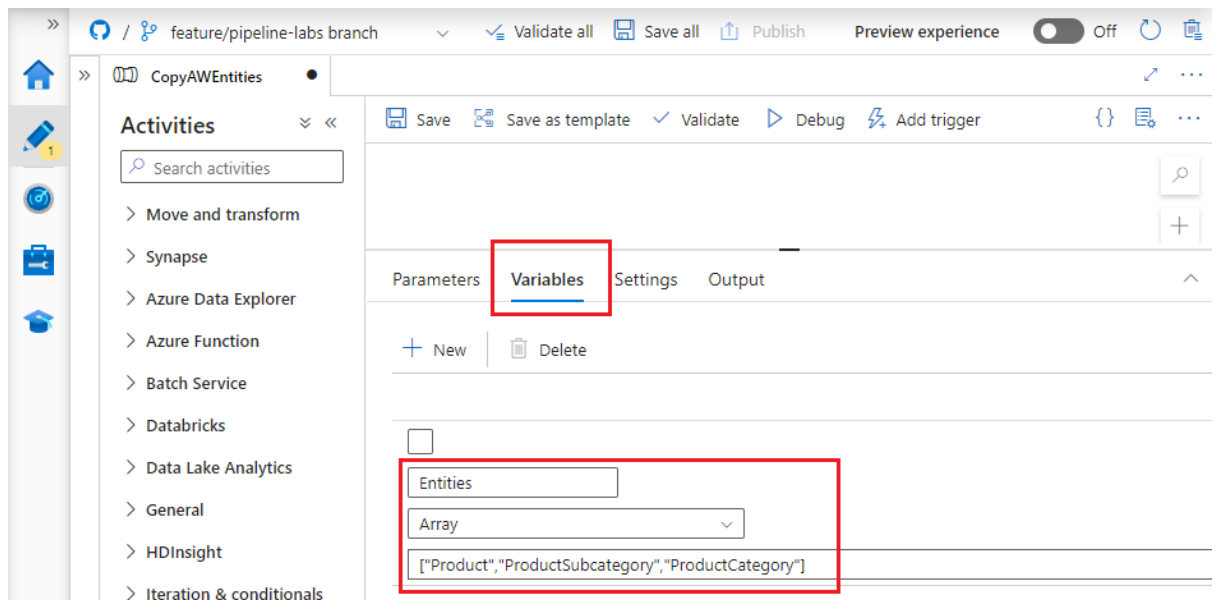 / feature/pipeline-labs branch Validate all Save all Publish Preview experience Off
CopyAWEntities
1
Activities
Search activities
Move and transform
Synapse
Azure Data Explorer
Azure Function
Batch Service
Databricks
Data Lake Analytics
General
HDInsight
Iteration & conditionals
Save Save as template Validate Debug Add trigger
Parameters Variables Settings Output
New Delete
Entities
Array
["Product","ProductSubcategory","ProductCategory"]